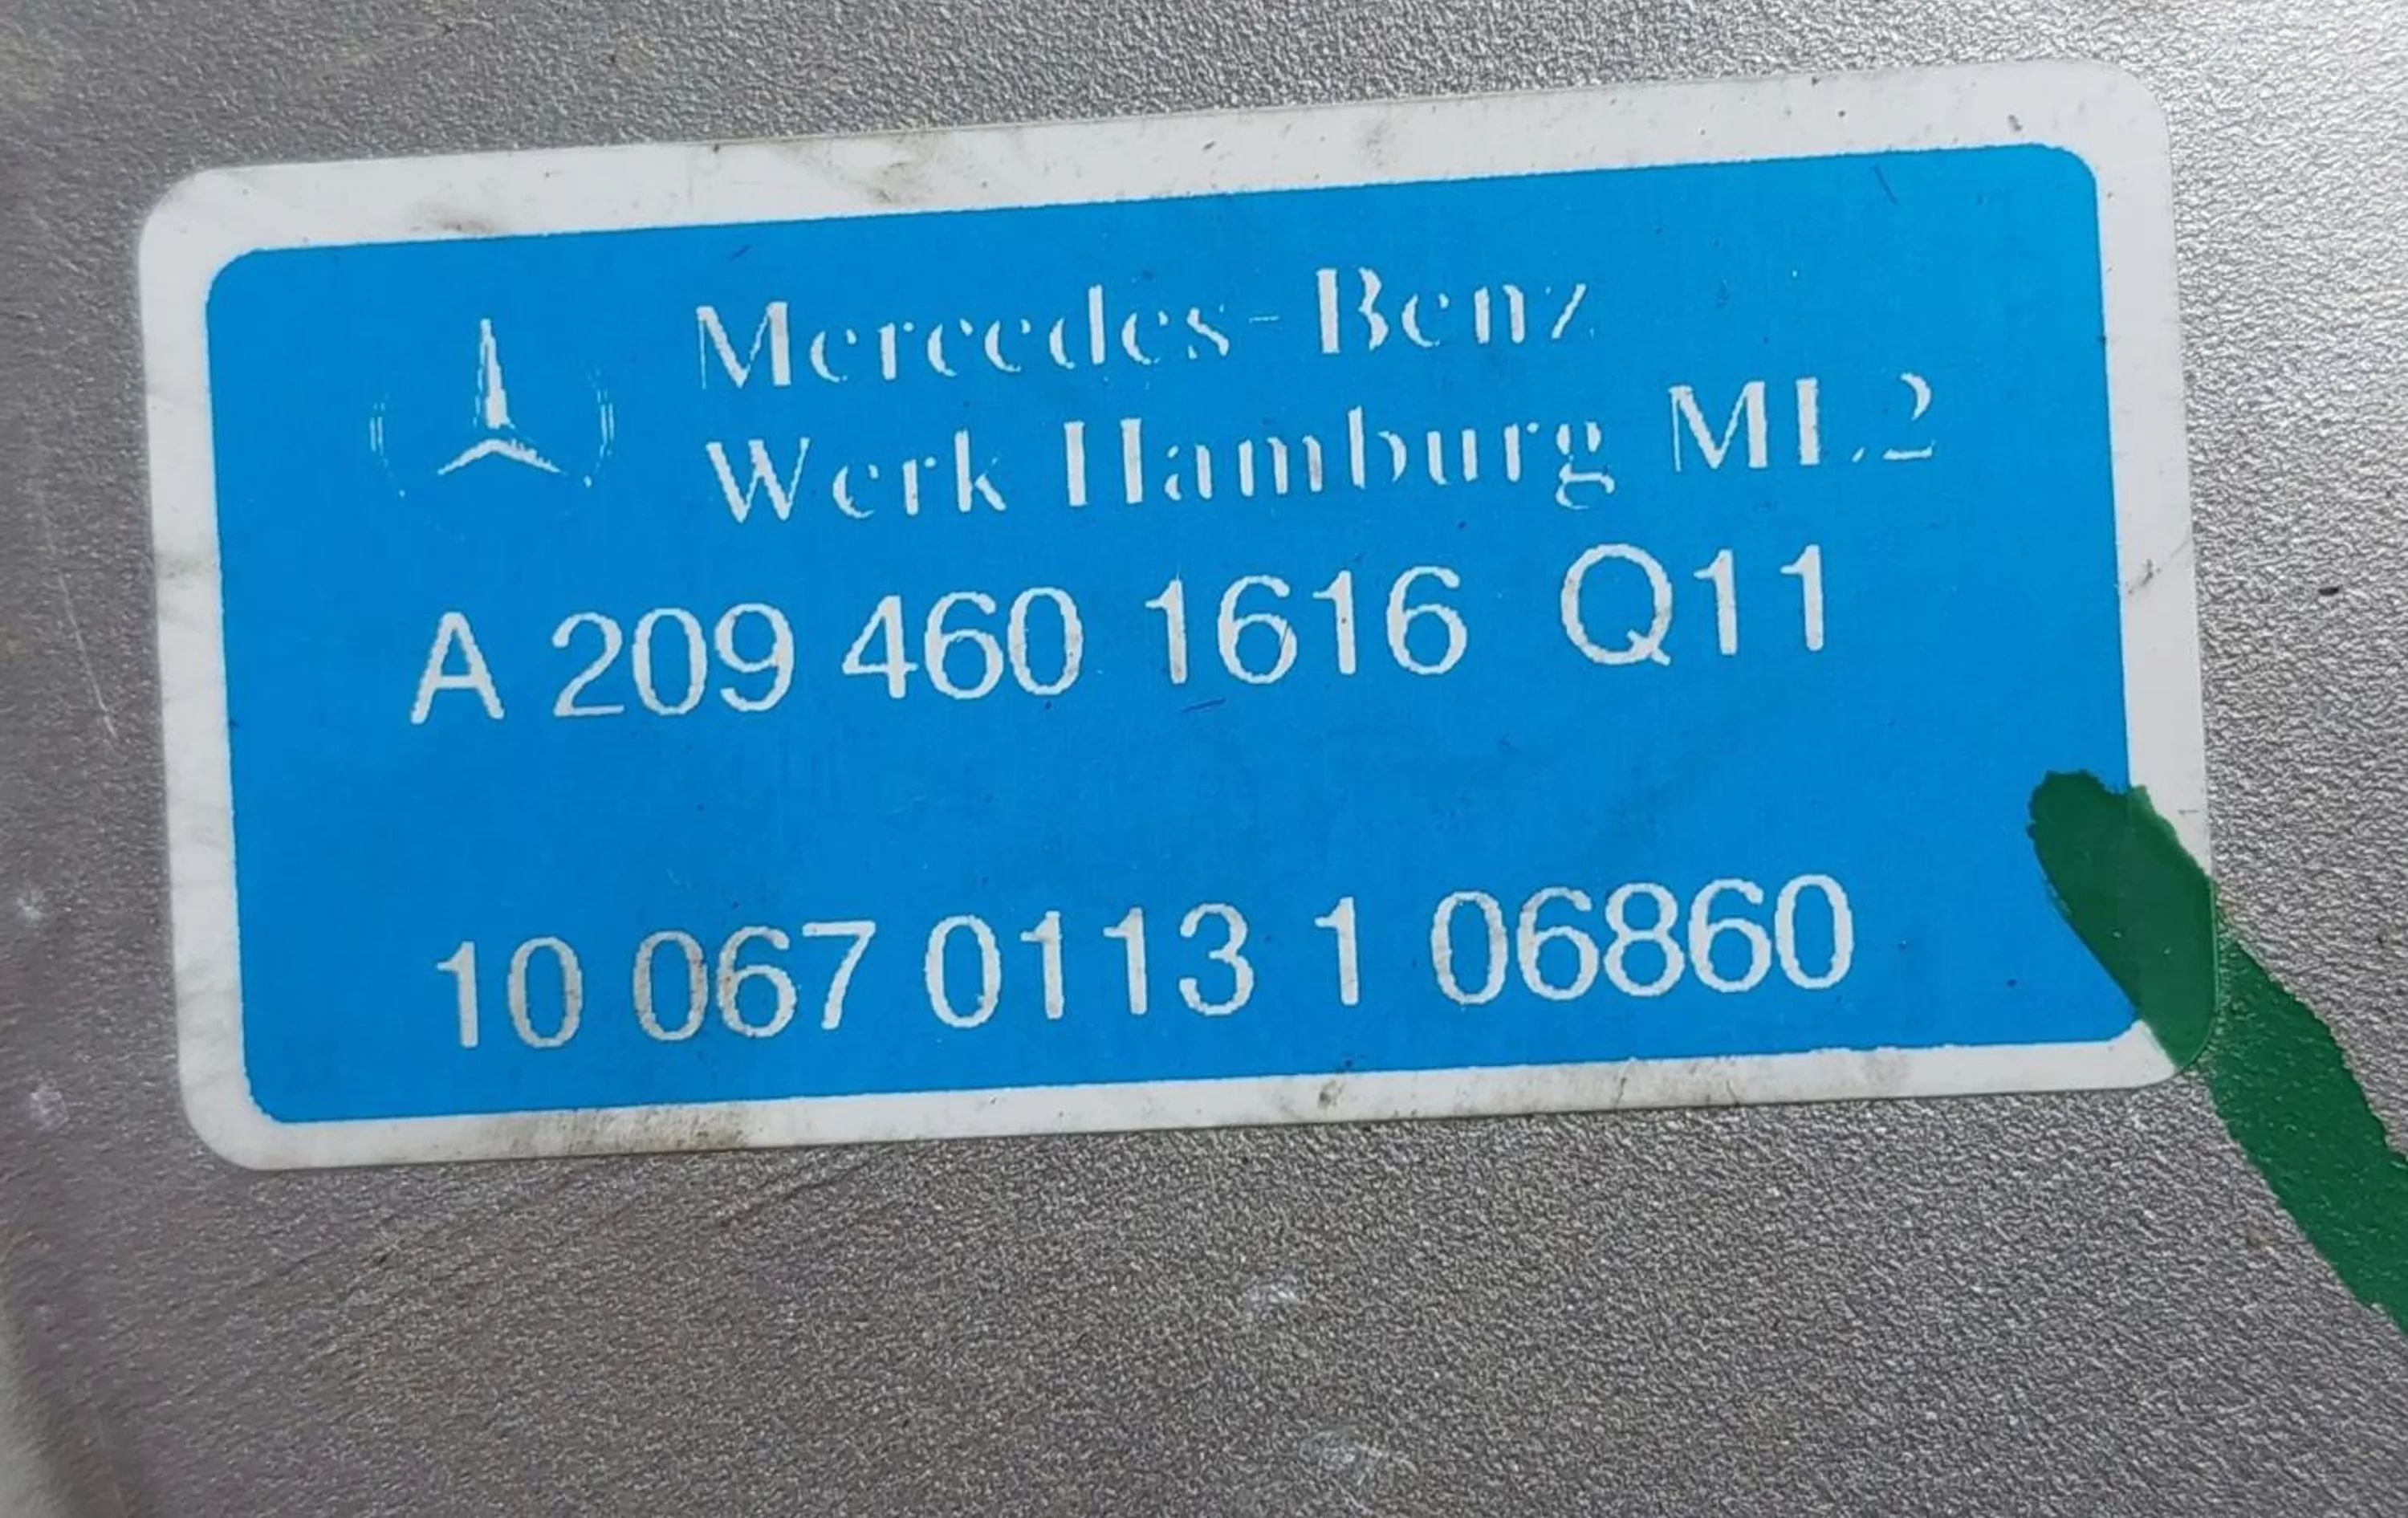 Mercedes-Benz
Werk Hamburg ML2
A 209 460 1616 Q11
10 067 0113 1 06860